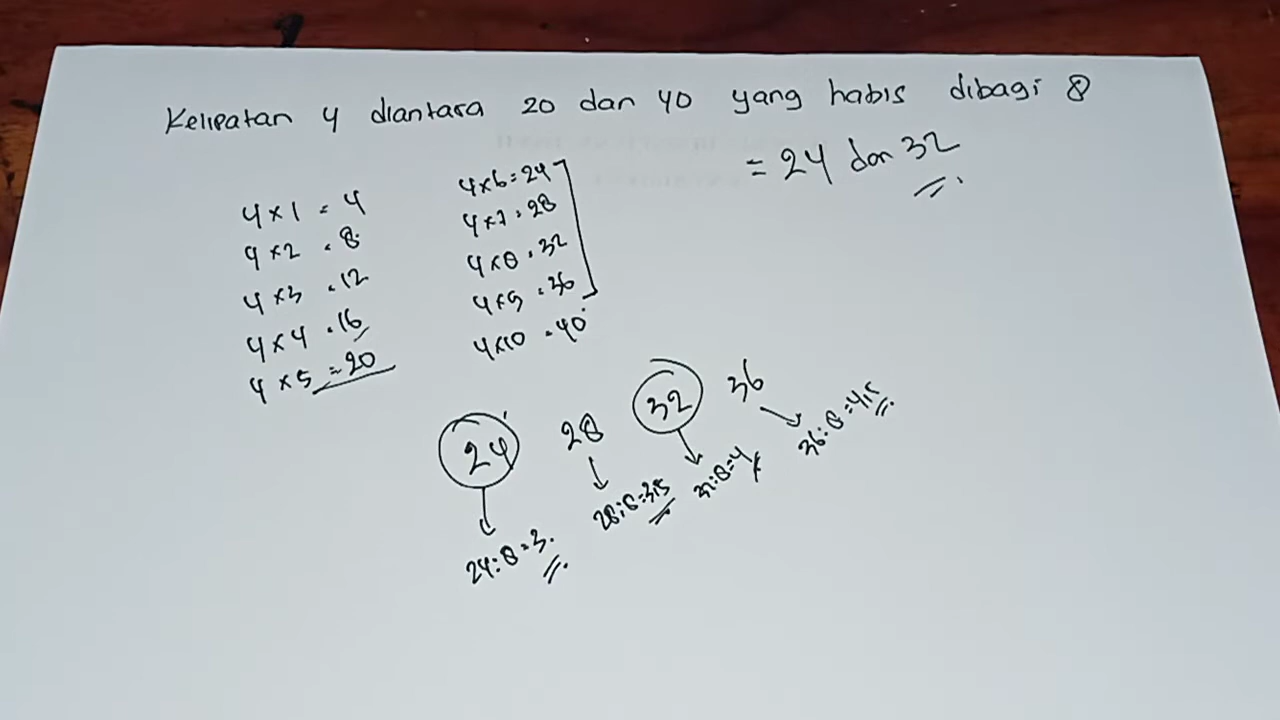 Kelipatan 4 diantara 20 dan 40 yang habis dibagi 8
= 24 dan 32
4 x 1 = 4
4 x 2 = 8
4 x 3 = 12
4 x 4 = 16
4 x 5 = 20
4 x 6 = 24
4 x 7 = 28
4 x 8 = 32
4 x 9 = 36
4 x 10 = 40
24 28 32 36
24 : 8 = 3
28 : 8 = 3,5
32 : 8 = 4
36 : 8 = 4,5